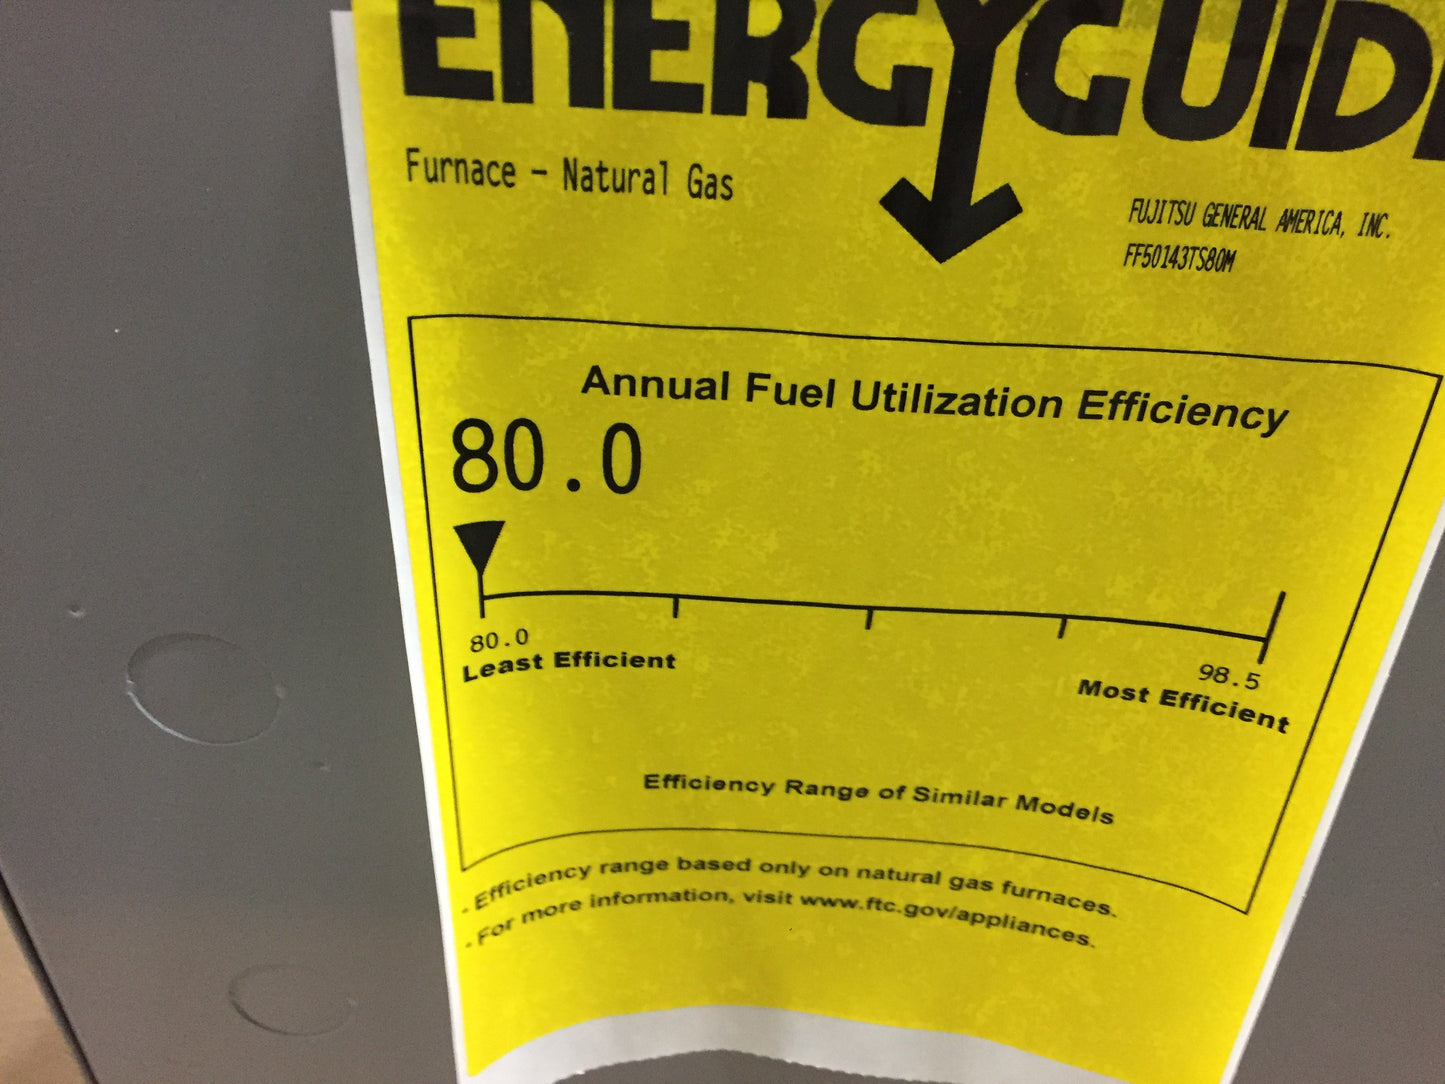 ENERGYGUIDE
Furnace - Natural Gas
FUJITSU GENERAL AMERICA, INC.
FF50143TS80M
Annual Fuel Utilization Efficiency
80.0
80.0
Least Efficient
98.5
Most Efficient
Efficiency Range of Similar Models
- Efficiency range based only on natural gas furnaces.
- For more information, visit www.ftc.gov/appliances.